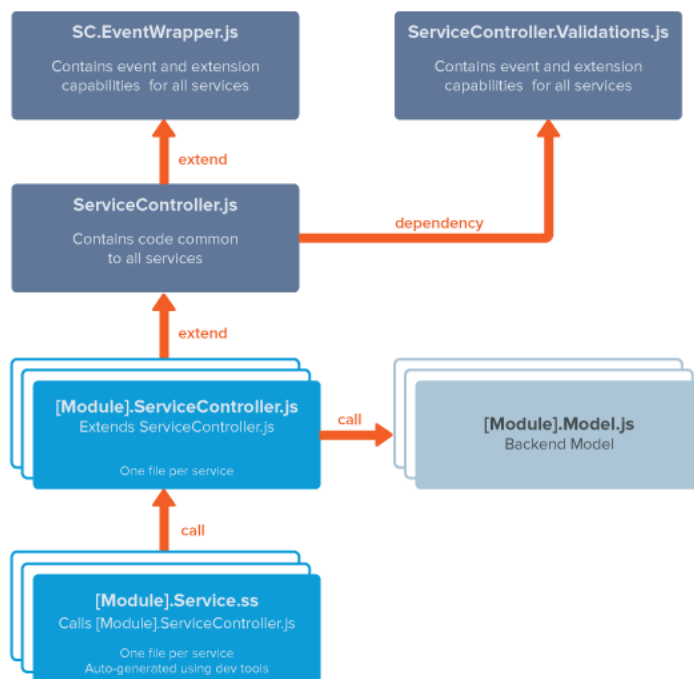 SC.EventWrapper.js
Contains event and extension
capabilities for all services
ServiceController.Validations.js
Contains event and extension
capabilities for all services
extend
ServiceController.js
Contains code common
to all services
dependency
extend
[Module].ServiceController.js
Extends ServiceController.js
One file per service
call
[Module].Model.js
Backend Model
call
[Module].Service.ss
Calls [Module].ServiceController.js
One file per service
Auto-generated using dev tools